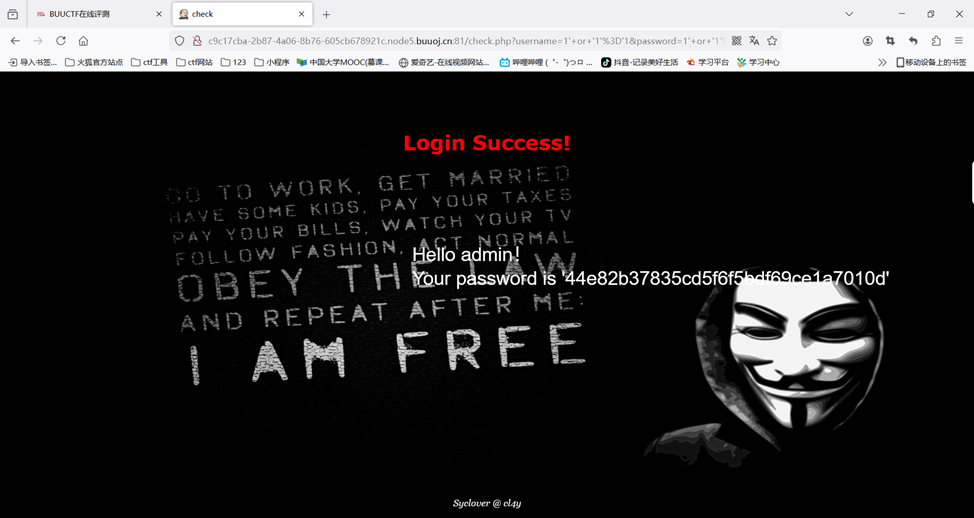 BUUCTF在线评测
check
c9c17cba-2b87-4a06-8b76-605cb678921c.node5.buuoj.cn:81/check.php?username=1'+or+'1'%3D'1&password=1'+or+'1'
导入书签...
火狐官方站点
ctf工具
ctf网站
123
小程序
中国大学MOOC(慕课...
爱奇艺-在线视频网站...
哔哩哔哩 (゜-゜)つロ ...
抖音-记录美好生活
学习平台
学习中心
移动设备上的书签
Login Success!
GO TO WORK, GET MARRIED
HAVE SOME KIDS, PAY YOUR TAXES
PAY YOUR BILLS, WATCH YOUR TV
FOLLOW FASHION, ACT NORMAL
Hello admin!
OBEY THE LAW
Your password is '44e82b37835cd5f6f5bdf69ce1a7010d'
AND REPEAT AFTER ME:
I AM FREE
Syclover @ cl4y